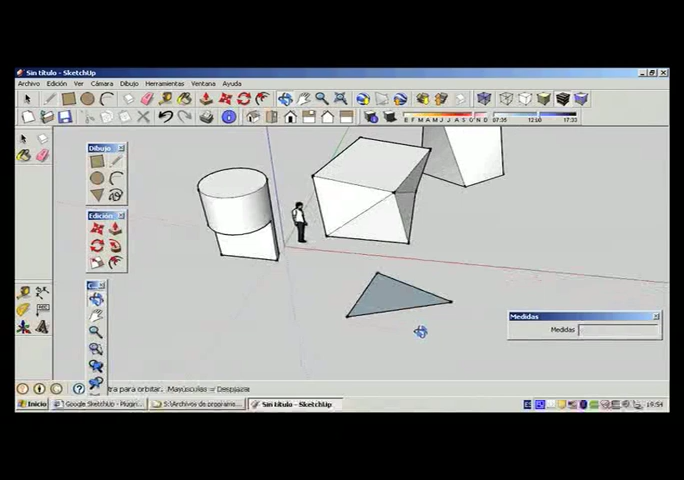 Sin título - SketchUp
Archivo Edición Ver Cámara Dibujo Herramientas Ventana Ayuda
E F M A M J J A S O N D 07:35 12:00 17:33
Dibujo
Edición
Medidas
Medidas
tra para orbitar. Mayúsculas = Desplazar
Inicio Google SketchUp - Plugin... S:\Archivos de programa... Sin título - SketchUp 19:54